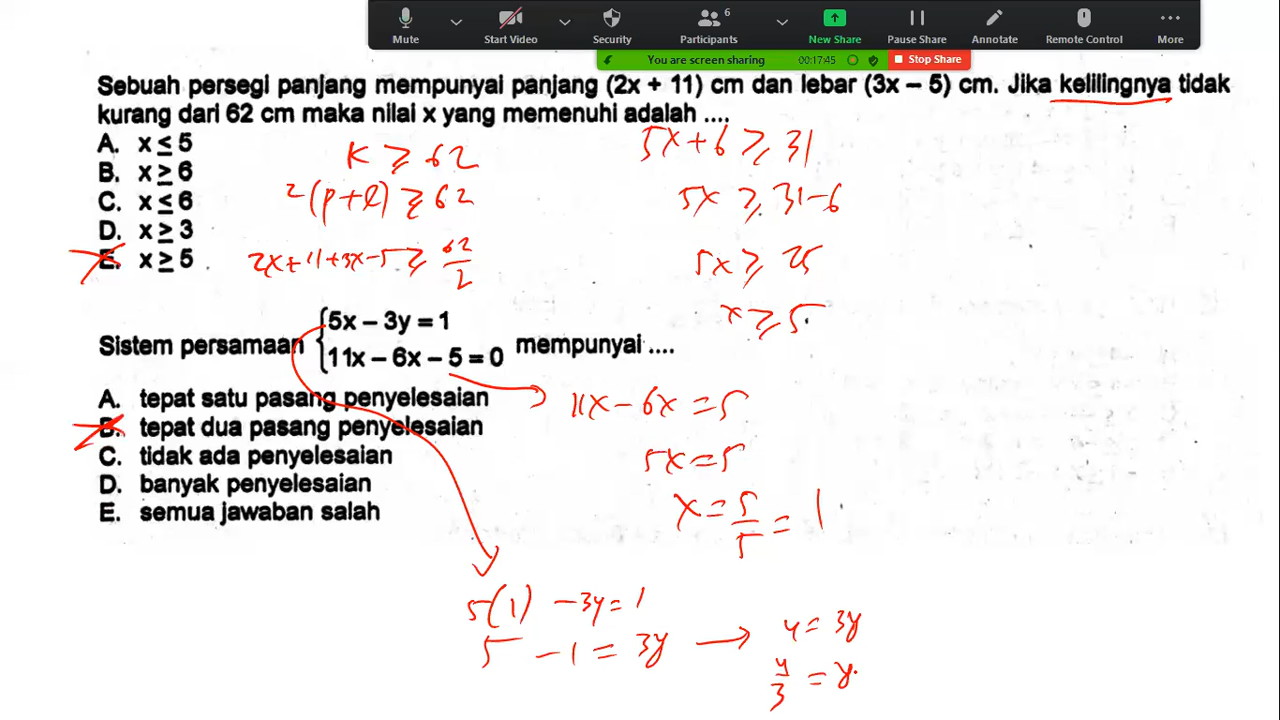 6
Mute
Start Video
Security
Participants
New Share
Pause Share
Annotate
Remote Control
More
You are screen sharing
00:17:45
Stop Share
Sebuah persegi panjang mempunyai panjang (2x + 11) cm dan lebar (3x – 5) cm. Jika kelilingnya tidak
kurang dari 62 cm maka nilai x yang memenuhi adalah ....
A. x ≤ 5
B. x ≥ 6
C. x ≤ 6
D. x ≥ 3
E. x ≥ 5
K ≥ 62
2(p+l) ≥ 62
2x+11+3x-5 ≥ 62/2
5x+6 ≥ 31
5x ≥ 31-6
5x ≥ 25
x ≥ 5
Sistem persamaan {5x – 3y = 1
11x – 6x – 5 = 0 mempunyai ....
A. tepat satu pasang penyelesaian
B. tepat dua pasang penyelesaian
C. tidak ada penyelesaian
D. banyak penyelesaian
E. semua jawaban salah
11x - 6x = 5
5x = 5
x = 5/5 = 1
5(1) - 3y = 1
5 - 1 = 3y → 4 = 3y
4/3 = y